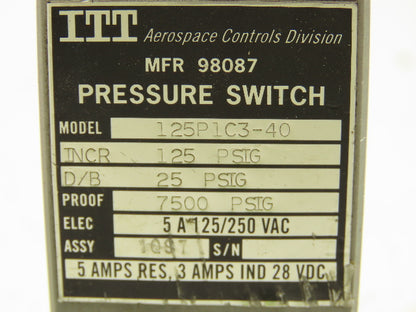 ITT Aerospace Controls Division
MFR 98087
PRESSURE SWITCH
MODEL 125P1C3-40
INCR 125 PSIG
D/B 25 PSIG
PROOF 7500 PSIG
ELEC 5 A 125/250 VAC
ASSY 1087 S/N
5 AMPS RES, 3 AMPS IND 28 VDC